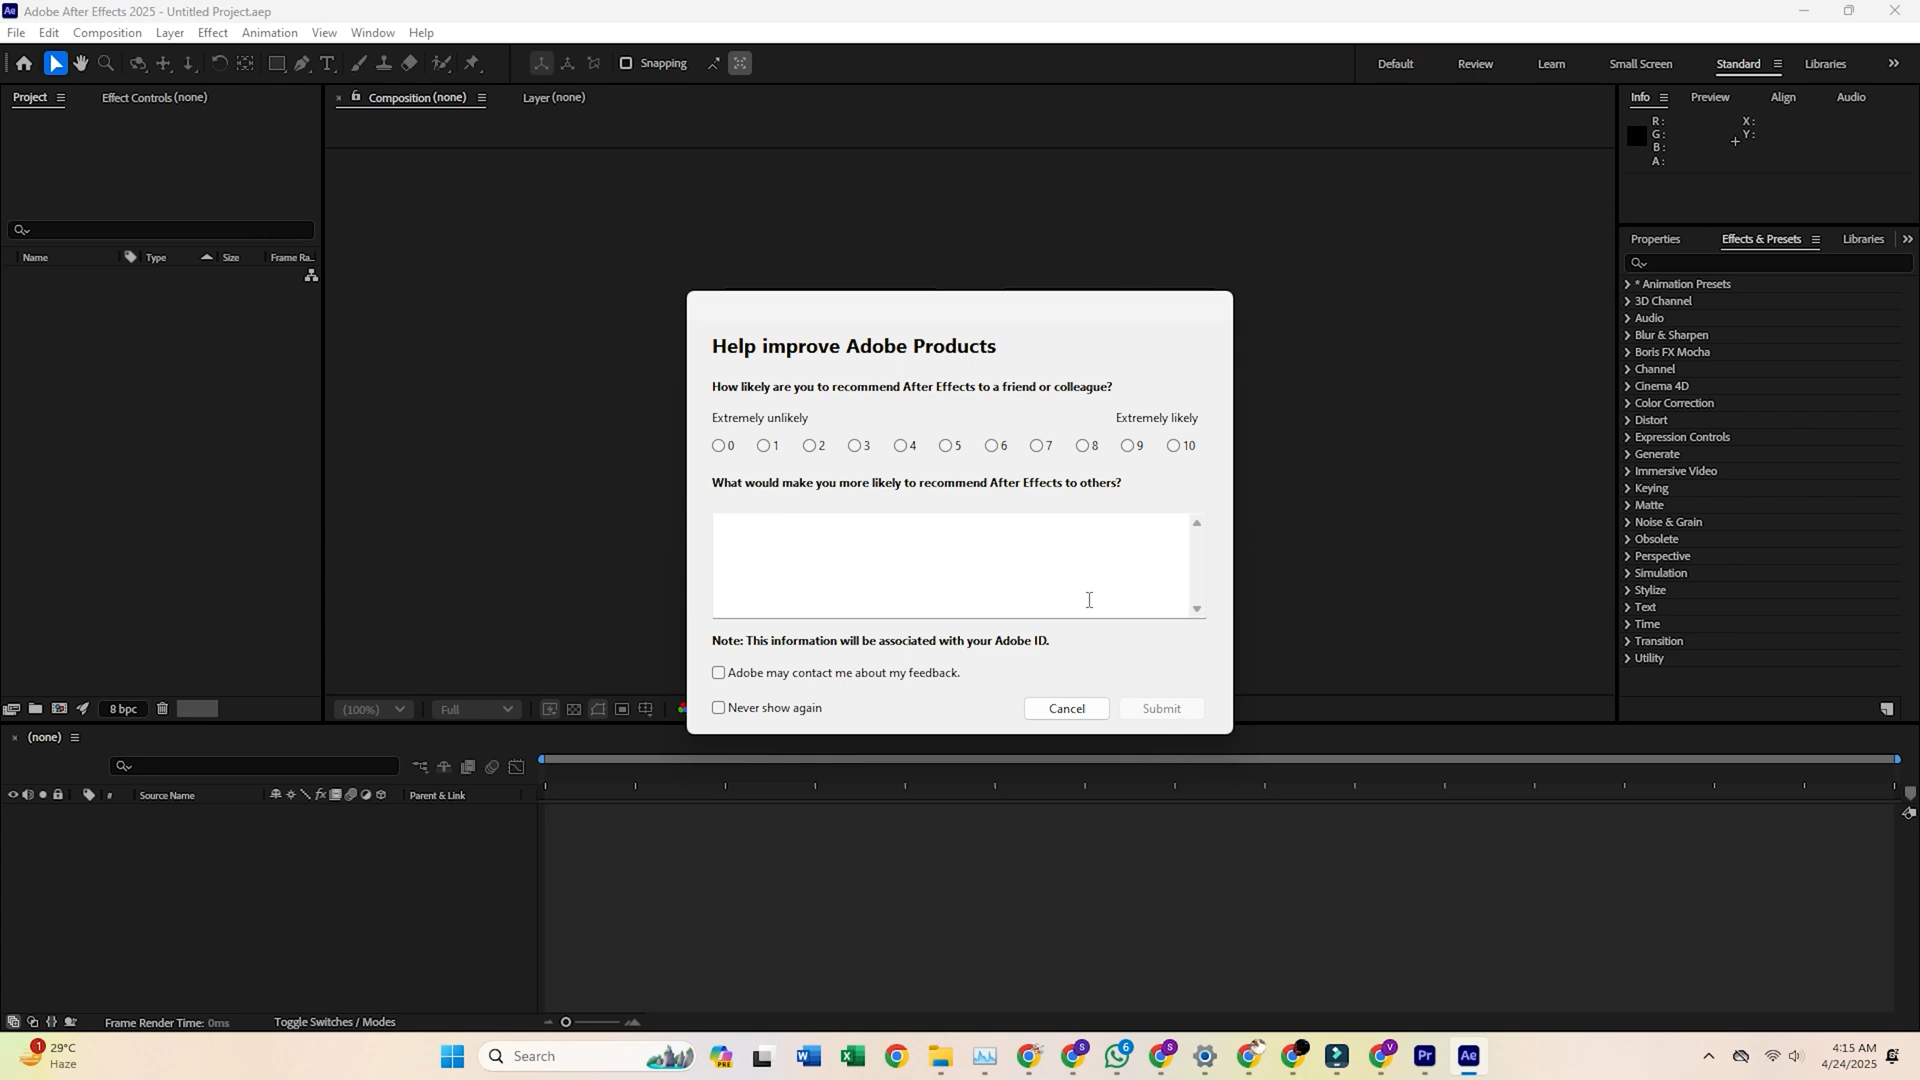 Adobe After Effects 2025 - Untitled Project.aep
File Edit Composition Layer Effect Animation View Window Help
Snapping
Default Review Learn Small Screen Standard Libraries
Project Effect Controls (none)
Composition (none) Layer (none)
Info Preview Align Audio
R: X:
G: Y:
B:
A:
Properties Effects & Presets Libraries
Name Type Size Frame Ra...
* Animation Presets
3D Channel
Audio
Blur & Sharpen
Boris FX Mocha
Channel
Cinema 4D
Color Correction
Distort
Expression Controls
Generate
Immersive Video
Keying
Matte
Noise & Grain
Obsolete
Perspective
Simulation
Stylize
Text
Time
Transition
Utility
Help improve Adobe Products
How likely are you to recommend After Effects to a friend or colleague?
Extremely unlikely Extremely likely
0 1 2 3 4 5 6 7 8 9 10
What would make you more likely to recommend After Effects to others?
Note: This information will be associated with your Adobe ID.
Adobe may contact me about my feedback.
Never show again Cancel Submit
8 bpc
(100%) Full
(none)
# Source Name fx Parent & Link
Frame Render Time: 0ms Toggle Switches / Modes
1 29°C
Haze
Search
PRE
S 6 S V Pr Ae
4:15 AM
4/24/2025